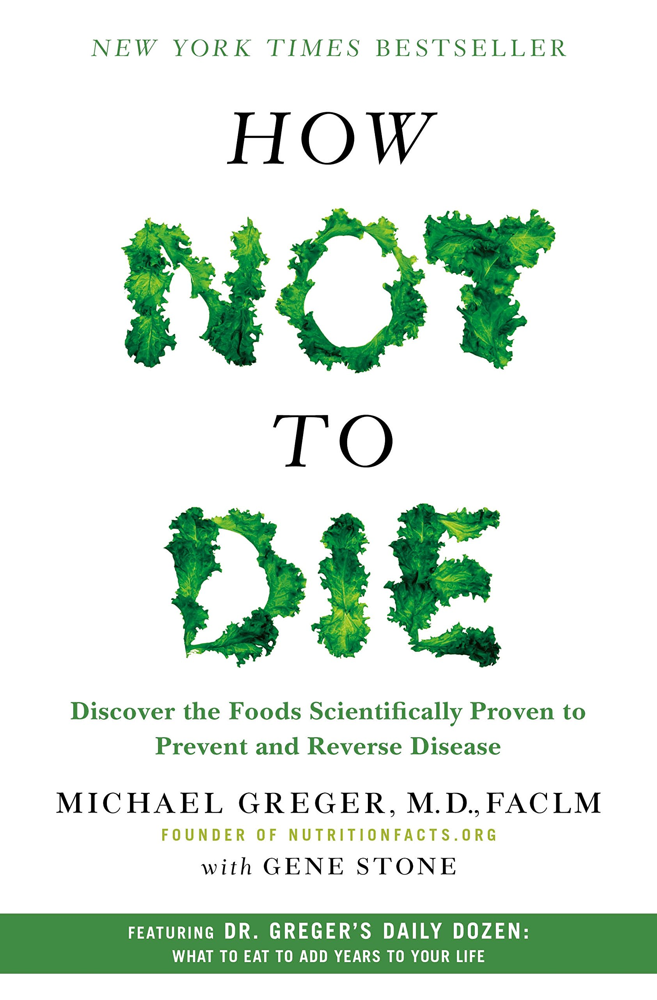 NEW YORK TIMES BESTSELLER
HOW
NOT
TO
DIE
Discover the Foods Scientifically Proven to
Prevent and Reverse Disease
MICHAEL GREGER, M.D., FACLM
FOUNDER OF NUTRITIONFACTS.ORG
with GENE STONE
FEATURING DR. GREGER’S DAILY DOZEN:
WHAT TO EAT TO ADD YEARS TO YOUR LIFE